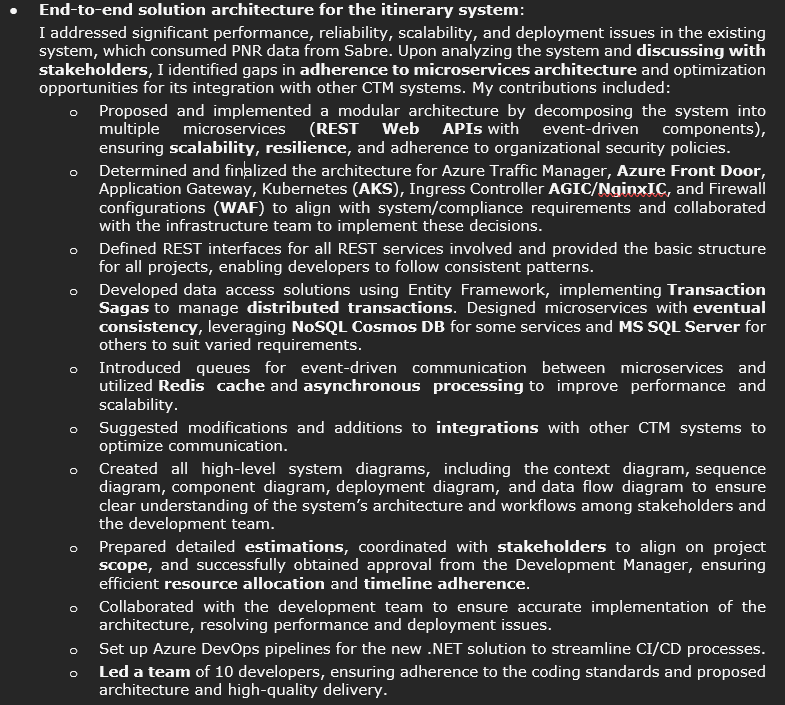 • End-to-end solution architecture for the itinerary system:
I addressed significant performance, reliability, scalability, and deployment issues in the existing
system, which consumed PNR data from Sabre. Upon analyzing the system and discussing with
stakeholders, I identified gaps in adherence to microservices architecture and optimization
opportunities for its integration with other CTM systems. My contributions included:
o Proposed and implemented a modular architecture by decomposing the system into
multiple microservices (REST Web APIs with event-driven components),
ensuring scalability, resilience, and adherence to organizational security policies.
o Determined and finalized the architecture for Azure Traffic Manager, Azure Front Door,
Application Gateway, Kubernetes (AKS), Ingress Controller AGIC/NginxIC, and Firewall
configurations (WAF) to align with system/compliance requirements and collaborated
with the infrastructure team to implement these decisions.
o Defined REST interfaces for all REST services involved and provided the basic structure
for all projects, enabling developers to follow consistent patterns.
o Developed data access solutions using Entity Framework, implementing Transaction
Sagas to manage distributed transactions. Designed microservices with eventual
consistency, leveraging NoSQL Cosmos DB for some services and MS SQL Server for
others to suit varied requirements.
o Introduced queues for event-driven communication between microservices and
utilized Redis cache and asynchronous processing to improve performance and
scalability.
o Suggested modifications and additions to integrations with other CTM systems to
optimize communication.
o Created all high-level system diagrams, including the context diagram, sequence
diagram, component diagram, deployment diagram, and data flow diagram to ensure
clear understanding of the system's architecture and workflows among stakeholders and
the development team.
o Prepared detailed estimations, coordinated with stakeholders to align on project
scope, and successfully obtained approval from the Development Manager, ensuring
efficient resource allocation and timeline adherence.
o Collaborated with the development team to ensure accurate implementation of the
architecture, resolving performance and deployment issues.
o Set up Azure DevOps pipelines for the new .NET solution to streamline CI/CD processes.
o Led a team of 10 developers, ensuring adherence to the coding standards and proposed
architecture and high-quality delivery.